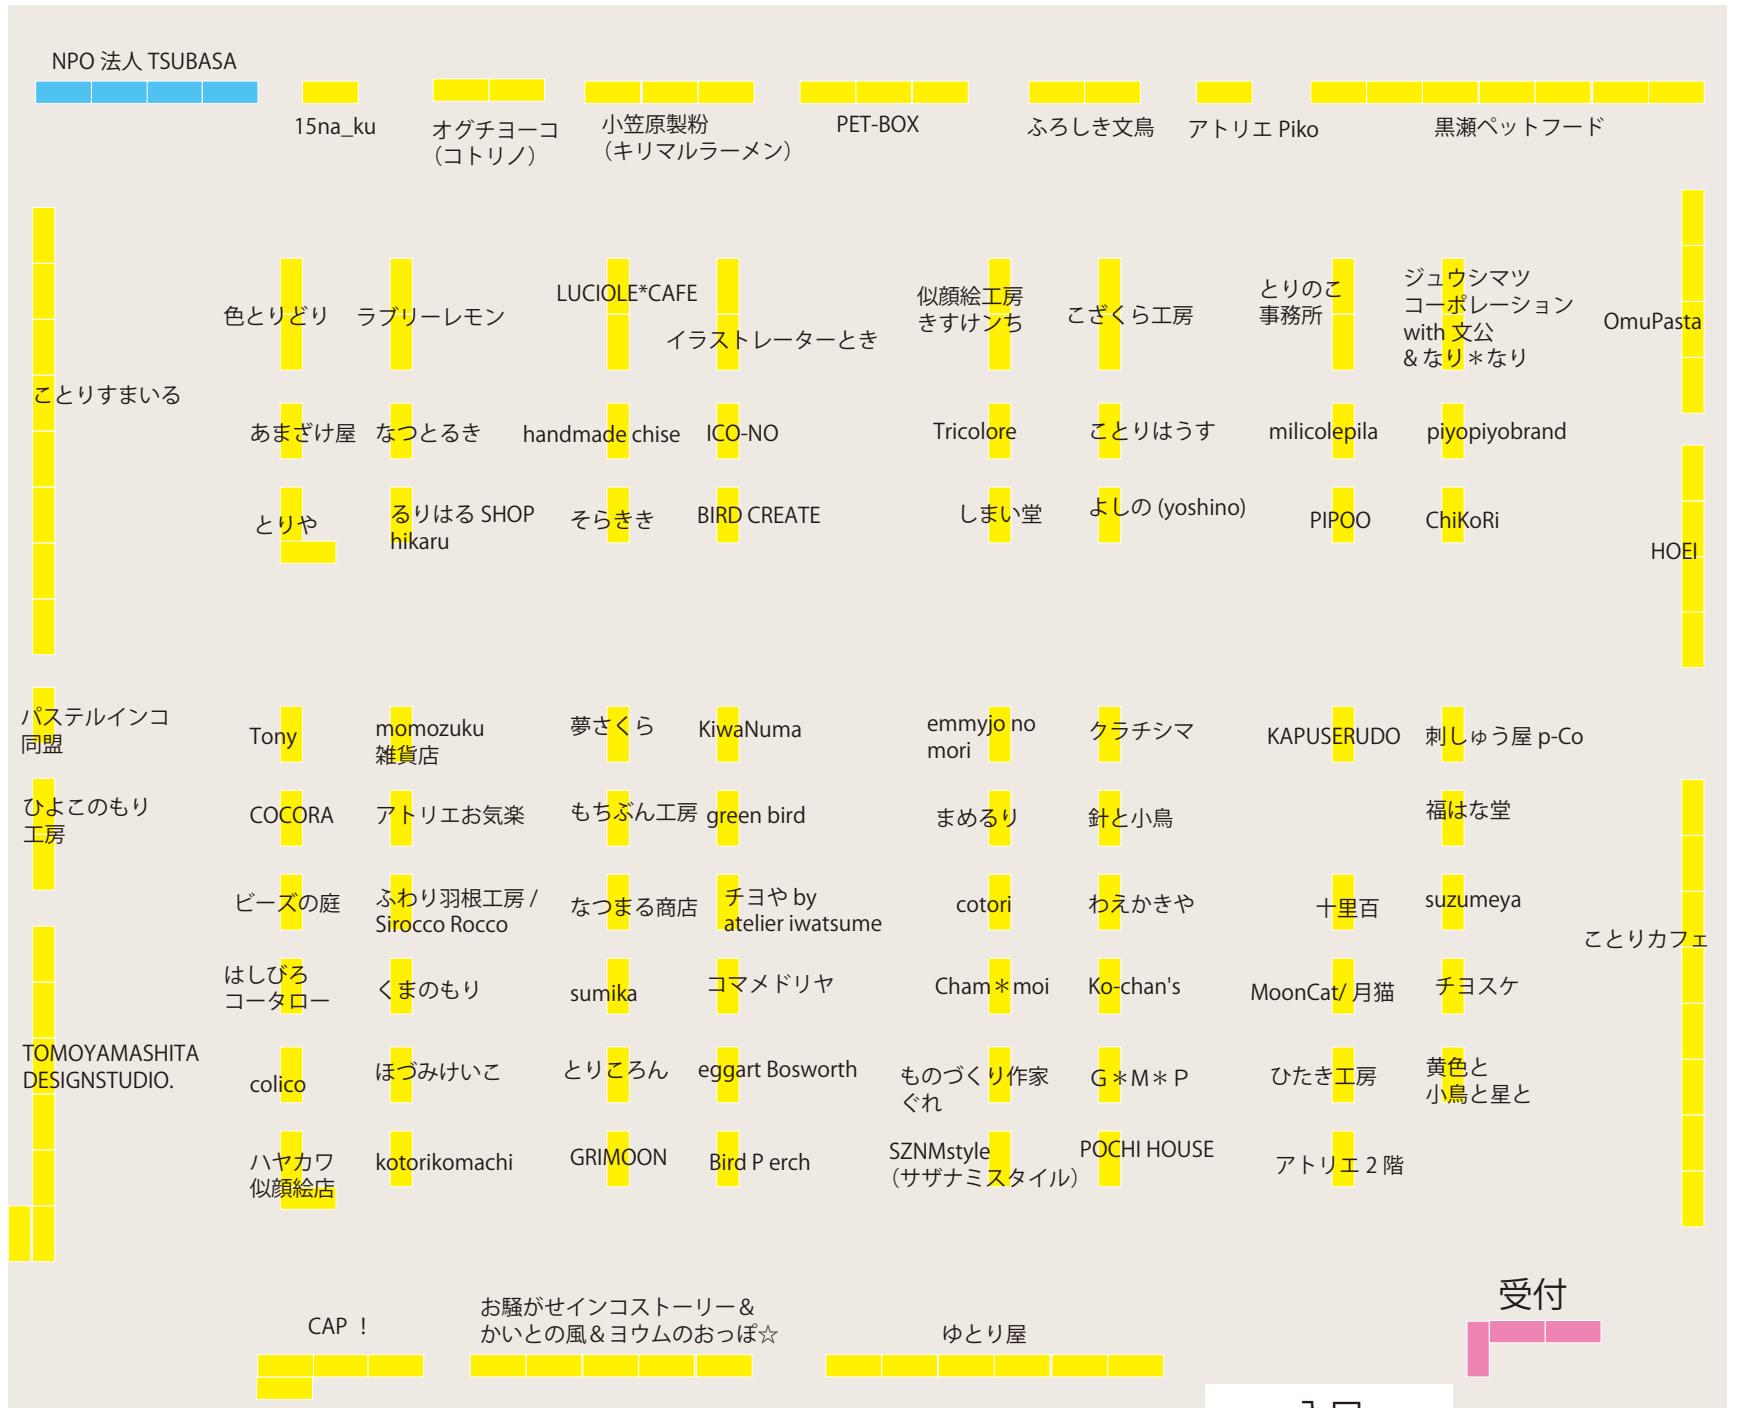 NPO 法人 TSUBASA
15na_ku
オグチヨーコ
（コトリノ）
小笠原製粉
（キリマルラーメン）
PET-BOX
ふろしき文鳥
アトリエ Piko
黒瀬ペットフード
ことりすまいる
色とりどり
ラブリーレモン
LUCIOLE*CAFE
イラストレーターとき
似顔絵工房
きすけンち
こざくら工房
とりのこ
事務所
ジュウシマツ
コーポレーション
with 文公
& なり＊なり
OmuPasta
あまざけ屋
なつとるき
handmade chise
ICO-NO
Tricolore
ことりはうす
milicolepila
piyopiyobrand
とりや
るりはる SHOP
hikaru
そらきき
BIRD CREATE
しまい堂
よしの (yoshino)
PIPOO
ChiKoRi
HOEI
パステルインコ
同盟
Tony
momozuku
雑貨店
夢さくら
KiwaNuma
emmyjo no
mori
クラチシマ
KAPUSERUDO
刺しゅう屋 p-Co
ひよこのもり
工房
COCORA
アトリエお気楽
もちぶん工房
green bird
まめるり
針と小鳥
福はな堂
ビーズの庭
ふわり羽根工房 /
Sirocco Rocco
なつまる商店
チヨや by
atelier iwatsume
cotori
わえかきや
十里百
suzumeya
ことりカフェ
はしびろ
コータロー
くまのもり
sumika
コマメドリヤ
Cham＊moi
Ko-chan's
MoonCat/ 月猫
チヨスケ
TOMOYAMASHITA
DESIGNSTUDIO.
colico
ほづみけいこ
とりころん
eggart Bosworth
ものづくり作家
ぐれ
G＊M＊P
ひたき工房
黄色と
小鳥と星と
ハヤカワ
似顔絵店
kotorikomachi
GRIMOON
Bird P erch
SZNMstyle
（サザナミスタイル）
POCHI HOUSE
アトリエ 2 階
CAP ！
お騒がせインコストーリー＆
かいとの風＆ヨウムのおっぽ☆
ゆとり屋
受付